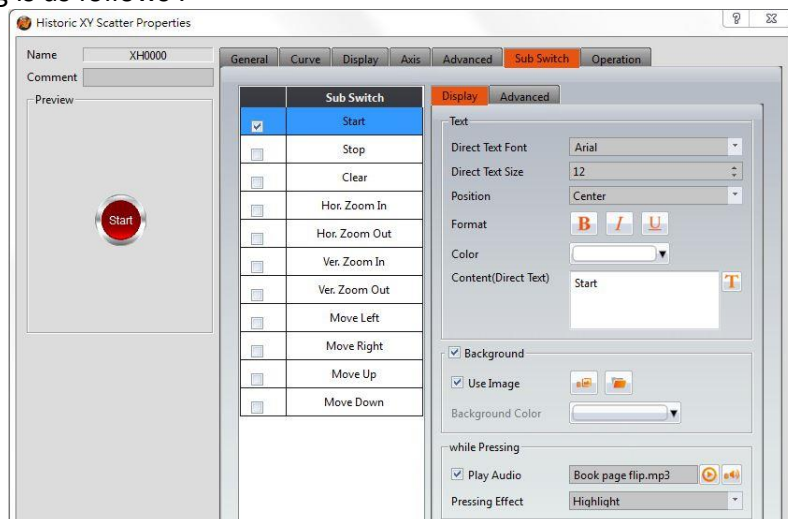 g is as follows :
Historic XY Scatter Properties
Name XH0000
Comment
Preview
Start
General Curve Display Axis Advanced Sub Switch Operation
Sub Switch
Start
Stop
Clear
Hor. Zoom In
Hor. Zoom Out
Ver. Zoom In
Ver. Zoom Out
Move Left
Move Right
Move Up
Move Down
Display Advanced
Text
Direct Text Font Arial
Direct Text Size 12
Position Center
Format B I U
Color
Content(Direct Text) Start T
Background
Use Image
Background Color
while Pressing
Play Audio Book page flip.mp3
Pressing Effect Highlight